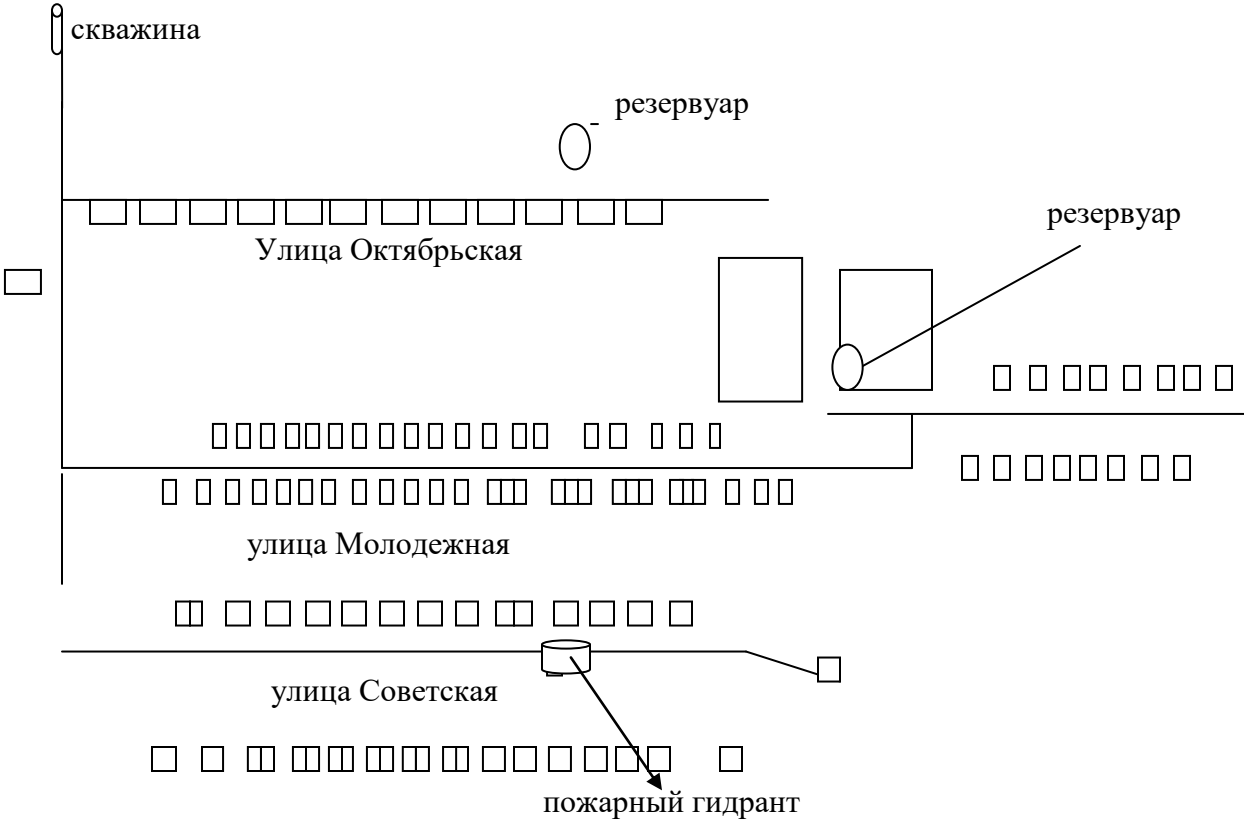 скважина
резервуар
резервуар
Улица Октябрьская
улица Молодежная
улица Советская
пожарный гидрант